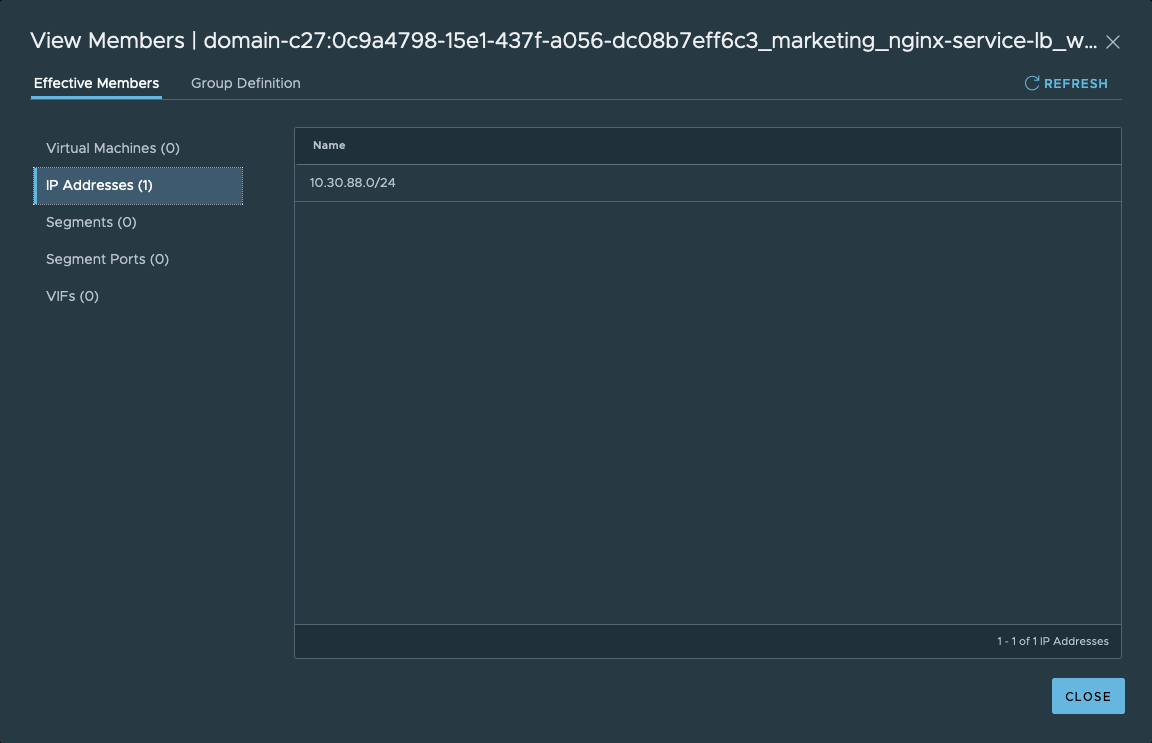 View Members | domain-c27:0c9a4798-15e1-437f-a056-dc08b7eff6c3_marketing_nginx-service-lb_w...
Effective Members
Group Definition
REFRESH
Virtual Machines (0)
IP Addresses (1)
Segments (0)
Segment Ports (0)
VIFs (0)
Name
10.30.88.0/24
1 - 1 of 1 IP Addresses
CLOSE